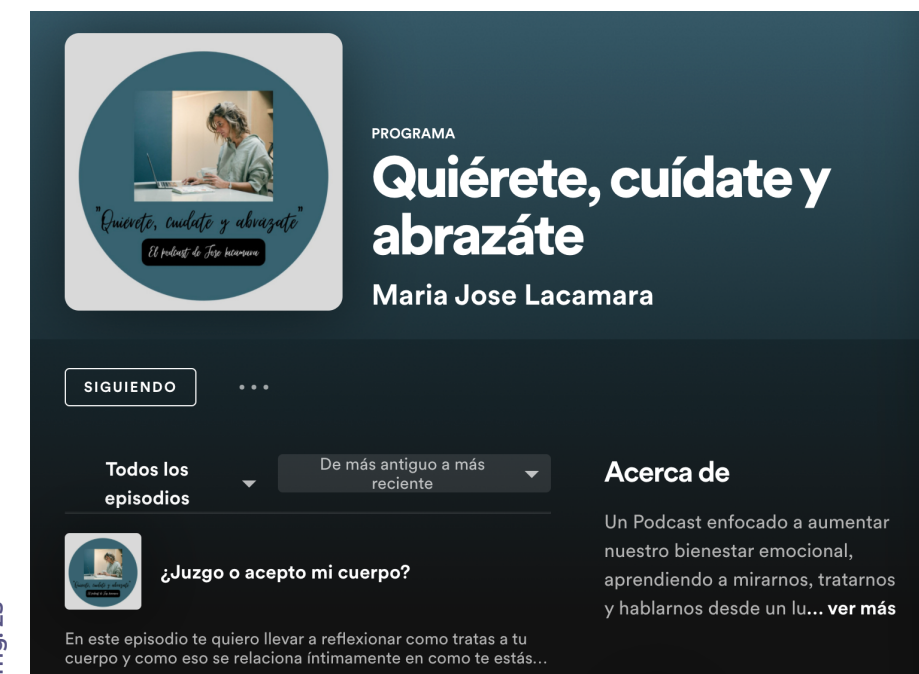 "Quiérete, cuídate y abrázate"
El podcast de Jose Lacamara
PROGRAMA
Quiérete, cuídate y
abrazáte
Maria Jose Lacamara
SIGUIENDO
Todos los
episodios
De más antiguo a más
reciente
¿Juzgo o acepto mi cuerpo?
En este episodio te quiero llevar a reflexionar como tratas a tu
cuerpo y como eso se relaciona íntimamente en como te estás...
Acerca de
Un Podcast enfocado a aumentar
nuestro bienestar emocional,
aprendiendo a mirarnos, tratarnos
y hablarnos desde un lu... ver más